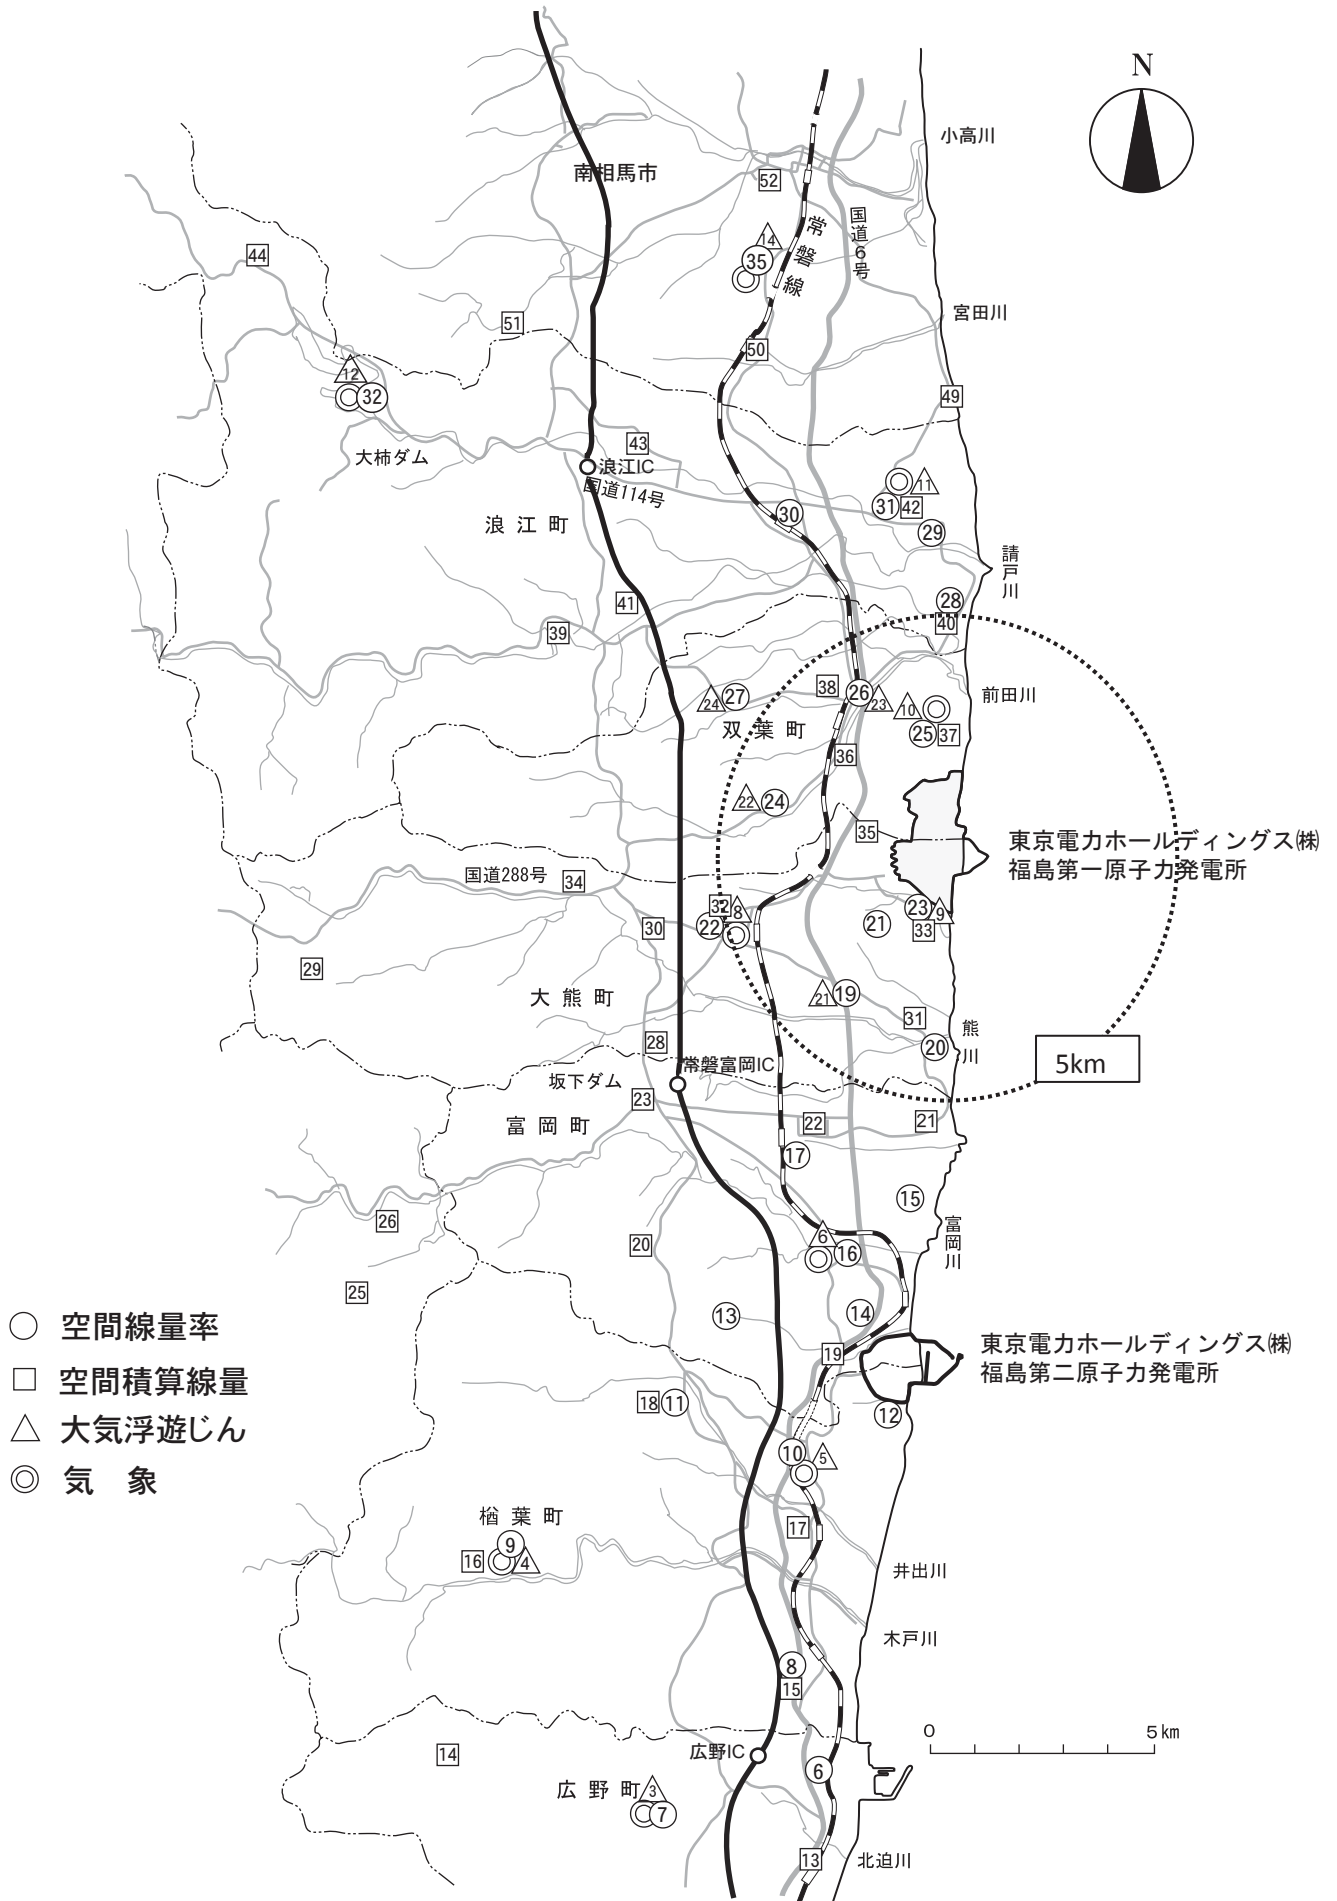 N
小高川
南相馬市
52
国道6号
常磐線
14
35
44
宮田川
51
50
12
32
49
43
大柿ダム
浪江IC
国道114号
11
31
42
30
浪江町
29
請戸川
28
41
40
39
38
26
23
10
前田川
24
27
25
37
双葉町
36
22
24
35
東京電力ホールディングス㈱
福島第一原子力発電所
国道288号
34
32
8
23
9
22
21
33
30
29
21
19
大熊町
31
熊川
20
28
5km
常磐富岡IC
坂下ダム
23
22
21
富岡町
17
15
26
富岡川
20
6
16
25
13
14
○ 空間線量率
19
東京電力ホールディングス㈱
福島第二原子力発電所
□ 空間積算線量
18
11
12
△ 大気浮遊じん
10
5
◎ 気 象
楢葉町
17
9
16
4
井出川
木戸川
8
15
0
5km
14
広野IC
6
広野町
3
7
13
北迫川